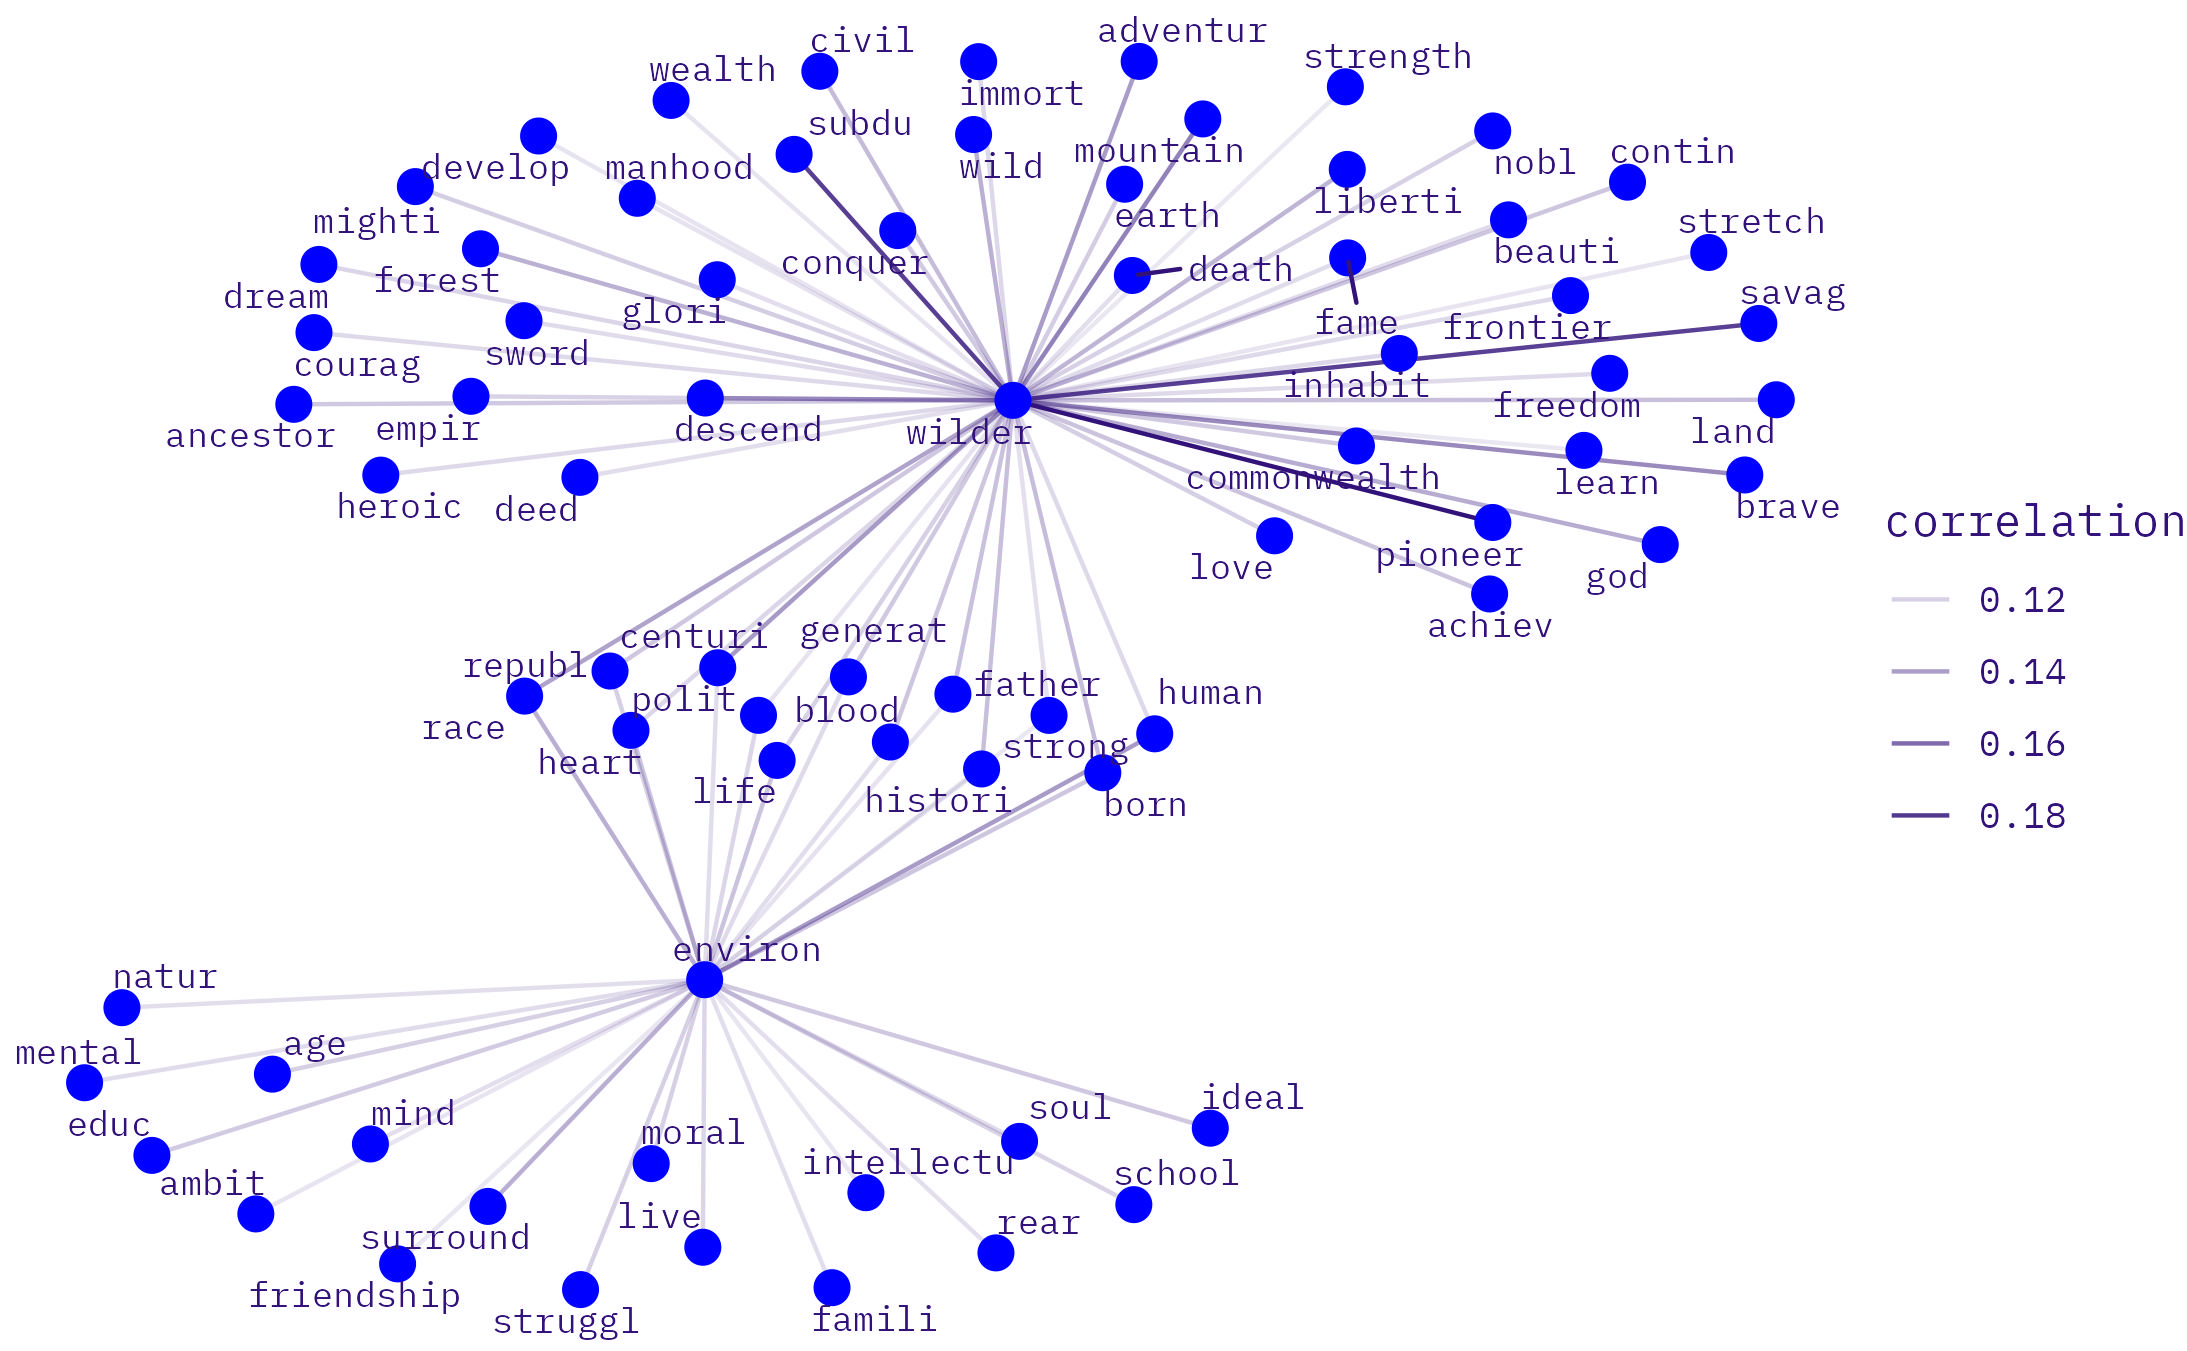 civil
adventur
wealth
strength
immort
subdu
develop
manhood
wild
mountain
nobl
contin
mighti
earth
liberti
stretch
conquer
beauti
dream
forest
glori
death
savag
fame
frontier
courag
sword
inhabit
freedom
ancestor
empir
descend
wilder
land
heroic
deed
commonwealth
learn
brave
love
pioneer
god
achiev
correlation
0.12
0.14
0.16
0.18
republ
centuri
generat
race
polit
blood
father
human
heart
life
strong
histori
born
environ
natur
mental
age
educ
mind
ambit
moral
soul
ideal
intellectu
school
surround
live
rear
friendship
struggl
famili